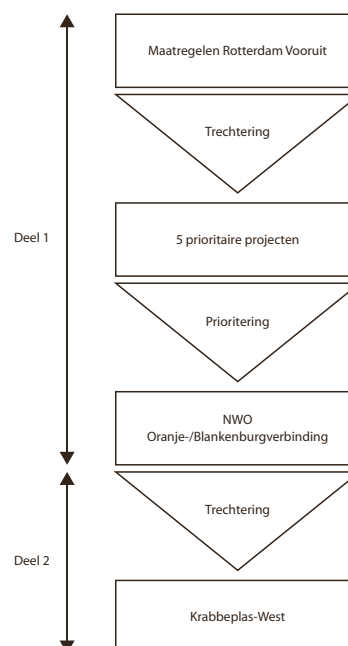 Maatregelen Rotterdam Vooruit
Trechtering
Deel 1
5 prioritaire projecten
Prioritering
NWO
Oranje-/Blankenburgverbinding
Trechtering
Deel 2
Krabbeplas-West